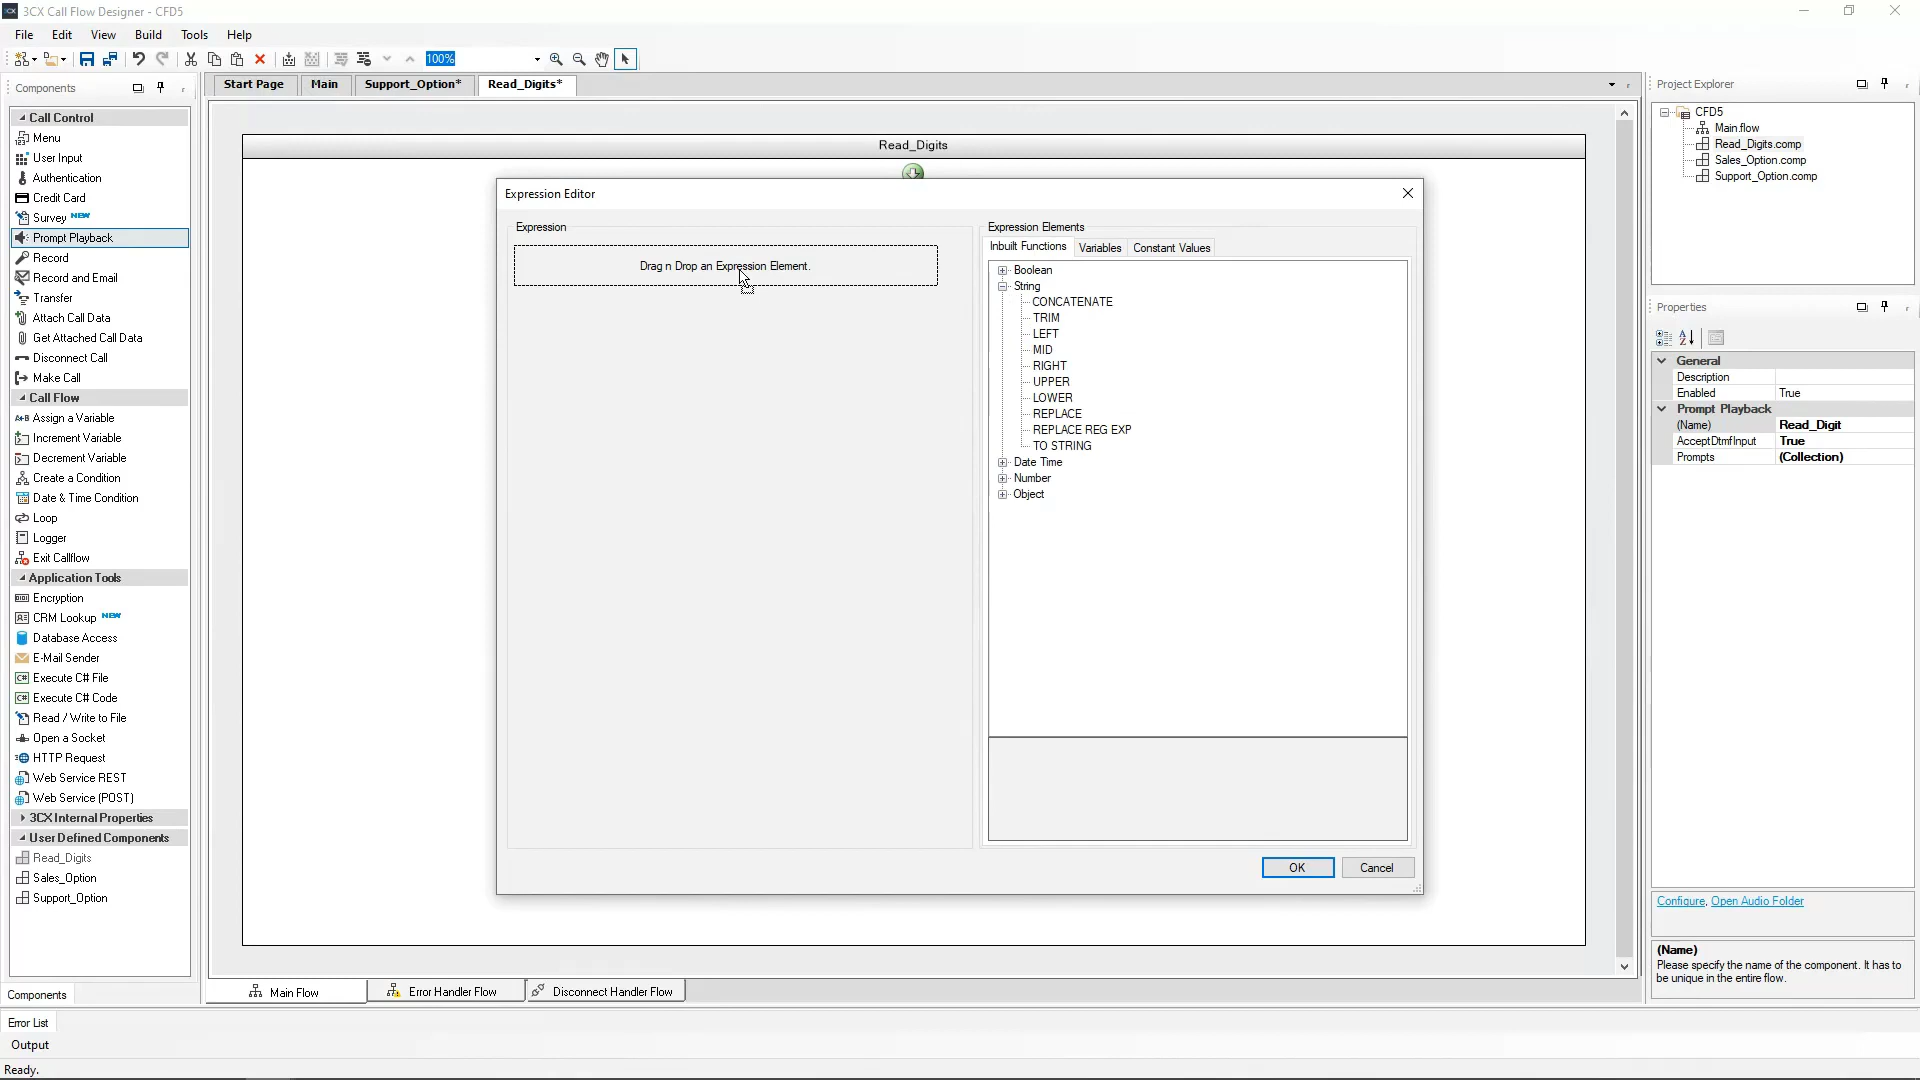 3CX Call Flow Designer - CFD5
File Edit View Build Tools Help
100%
Components
Start Page Main Support_Option* Read_Digits*
Call Control
Menu
User Input
Authentication
Credit Card
Survey NEW
Prompt Playback
Record
Record and Email
Transfer
Attach Call Data
Get Attached Call Data
Disconnect Call
Make Call
Call Flow
Assign a Variable
Increment Variable
Decrement Variable
Create a Condition
Date & Time Condition
Loop
Logger
Exit Callflow
Application Tools
Encryption
CRM Lookup NEW
Database Access
E-Mail Sender
Execute C# File
Execute C# Code
Read / Write to File
Open a Socket
HTTP Request
Web Service REST
Web Service (POST)
3CX Internal Properties
User Defined Components
Read_Digits
Sales_Option
Support_Option
Components
Read_Digits
Expression Editor
Expression
Drag n Drop an Expression Element.
Expression Elements
Inbuilt Functions Variables Constant Values
Boolean
String
CONCATENATE
TRIM
LEFT
MID
RIGHT
UPPER
LOWER
REPLACE
REPLACE REG EXP
TO STRING
Date Time
Number
Object
OK Cancel
Main Flow Error Handler Flow Disconnect Handler Flow
Project Explorer
CFD5
Main.flow
Read_Digits.comp
Sales_Option.comp
Support_Option.comp
Properties
General
Description
Enabled True
Prompt Playback
(Name) Read_Digit
AcceptDtmfInput True
Prompts (Collection)
Configure, Open Audio Folder
(Name)
Please specify the name of the component. It has to
be unique in the entire flow.
Error List
Output
Ready.